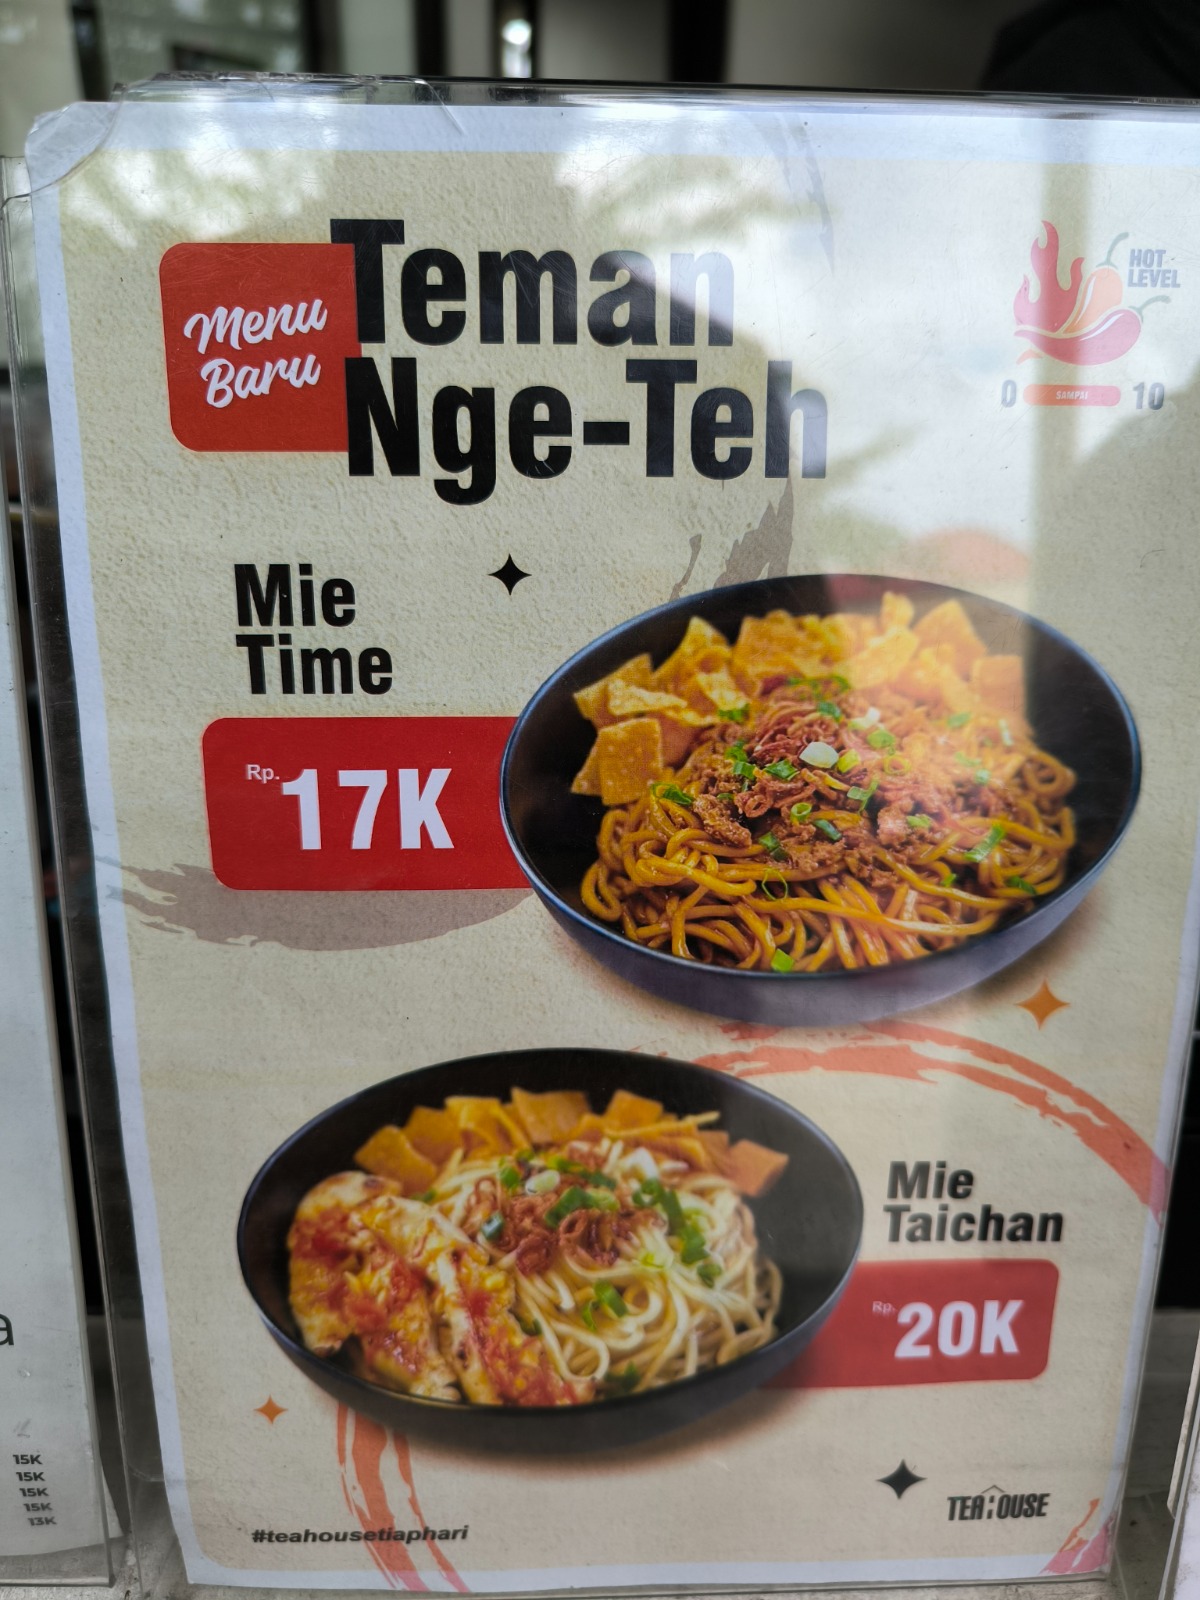 Menu
Baru
Teman
Nge-Teh
HOT
LEVEL
0 SAMPAI 10
Mie
Time
Rp. 17K
Mie
Taichan
Rp. 20K
a
15K
15K
15K
15K
13K
TEAHOUSE
#teahousetiaphari